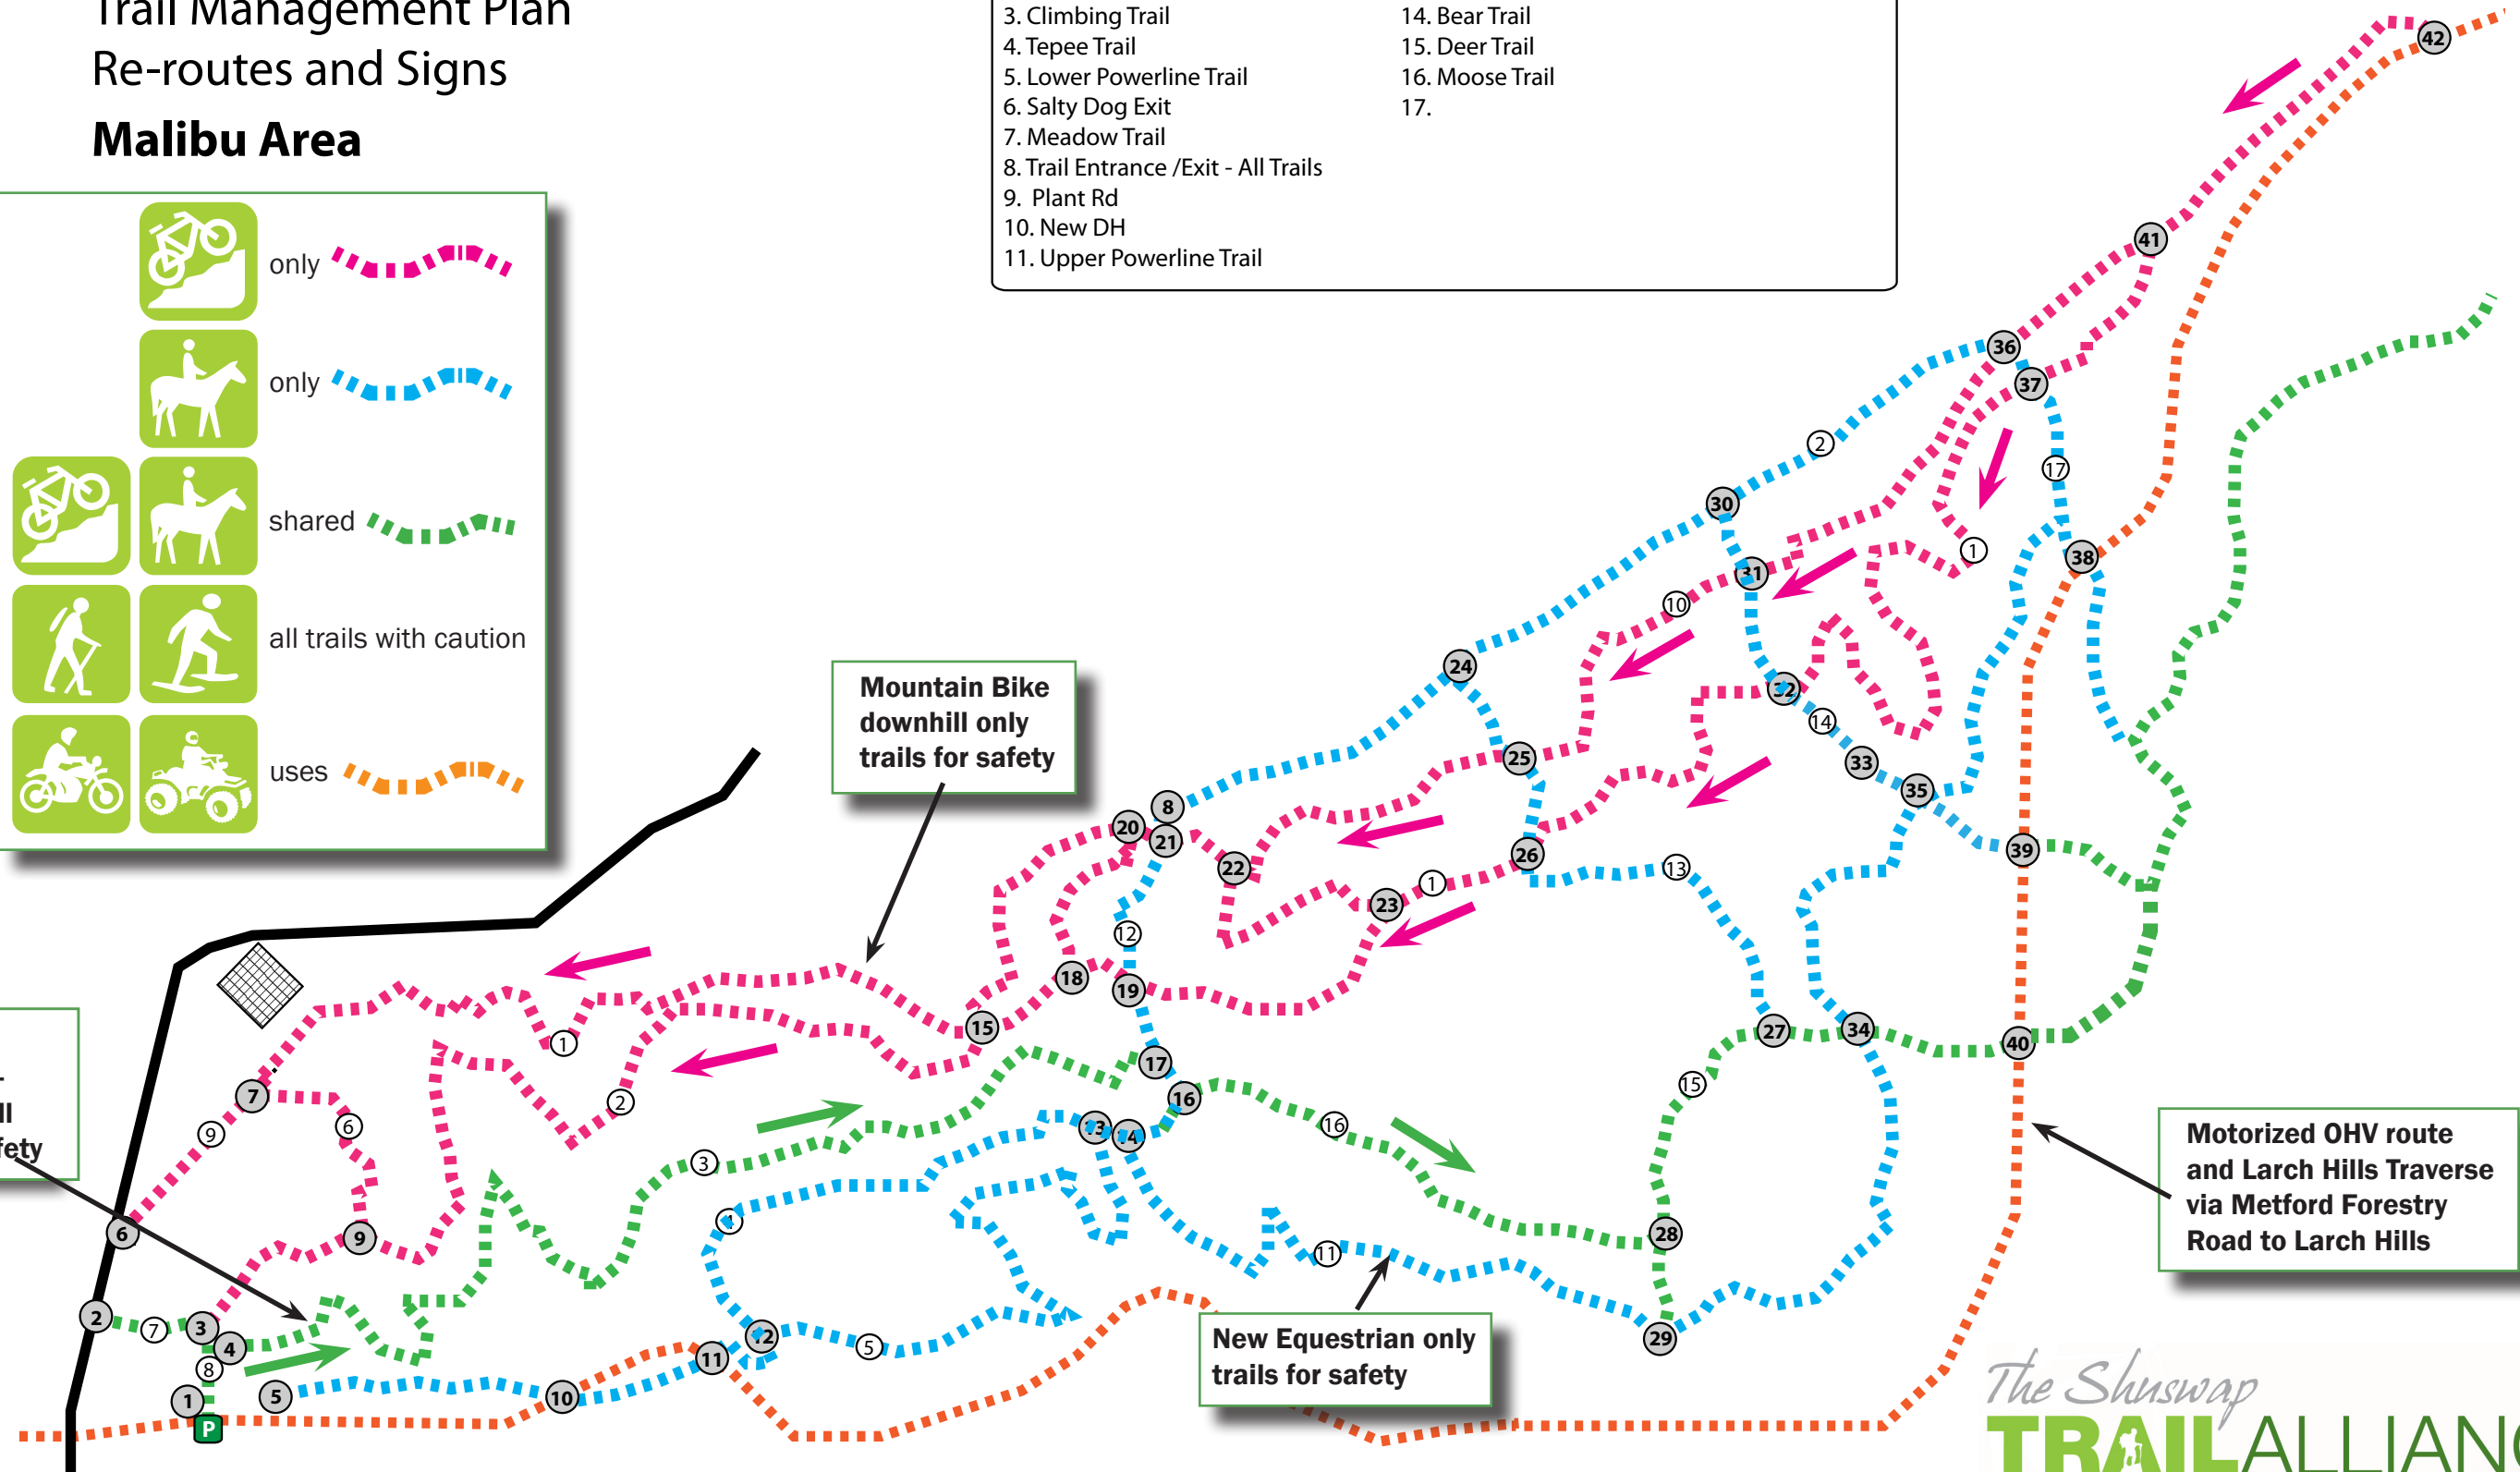 Trail Management Plan
Re-routes and Signs
Malibu Area
3. Climbing Trail
4. Tepee Trail
5. Lower Powerline Trail
6. Salty Dog Exit
7. Meadow Trail
8. Trail Entrance /Exit - All Trails
9. Plant Rd
10. New DH
11. Upper Powerline Trail
14. Bear Trail
15. Deer Trail
16. Moose Trail
17.
only
only
shared
all trails with caution
uses
Mountain Bike
downhill only
trails for safety
New Equestrian only
trails for safety
Motorized OHV route
and Larch Hills Traverse
via Metford Forestry
Road to Larch Hills
42
41
36
37
2
17
30
1
38
31
10
24
32
14
25
33
35
8
20
21
39
26
22
13
1
23
12
18
19
15
27
34
1
40
17
7
15
2
16
9
6
13
14
16
3
4
6
9
28
11
2
7
3
12
29
4
5
11
8
1
5
10
P
The Shuswap
TRAIL